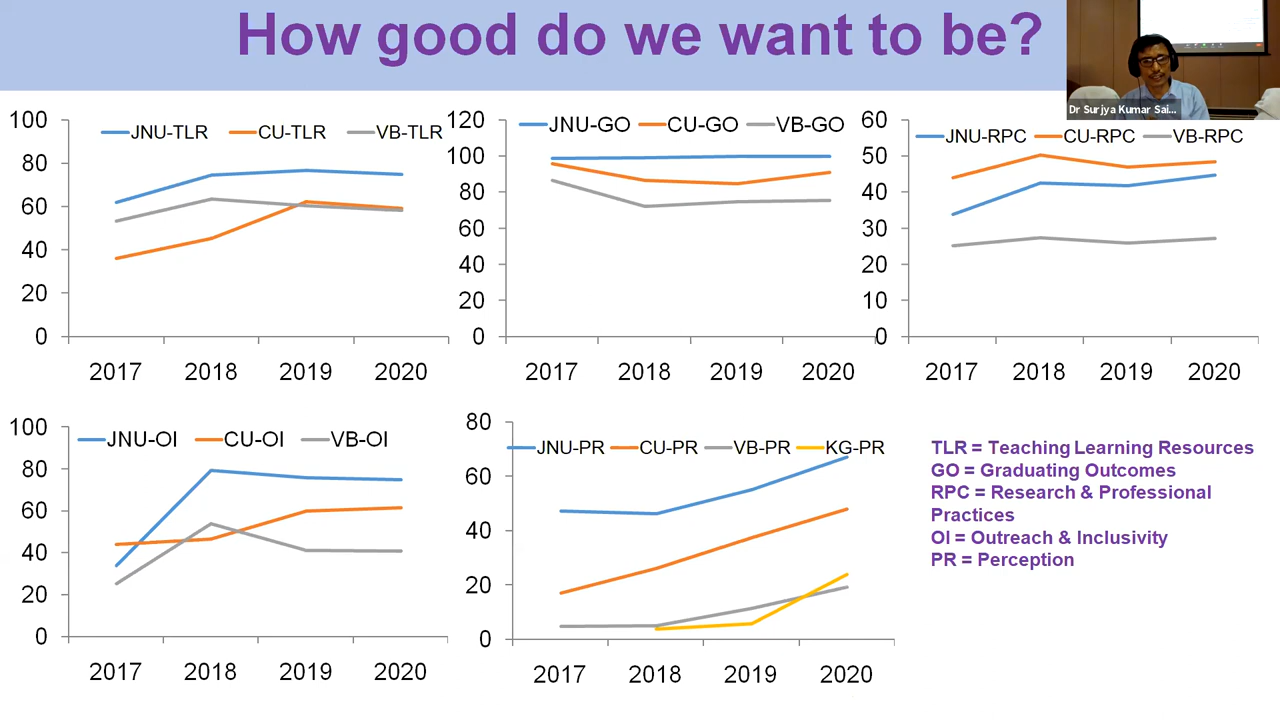 How good do we want to be?
Dr Surjya Kumar Sai...
JNU-TLR CU-TLR VB-TLR
100
80
60
40
20
0
2017 2018 2019 2020
JNU-GO CU-GO VB-GO
120
100
80
60
40
20
0
2017 2018 2019 2020
JNU-RPC CU-RPC VB-RPC
60
50
40
30
20
10
0
2017 2018 2019 2020
JNU-OI CU-OI VB-OI
100
80
60
40
20
0
2017 2018 2019 2020
JNU-PR CU-PR VB-PR KG-PR
80
60
40
20
0
2017 2018 2019 2020
TLR = Teaching Learning Resources
GO = Graduating Outcomes
RPC = Research & Professional
Practices
OI = Outreach & Inclusivity
PR = Perception